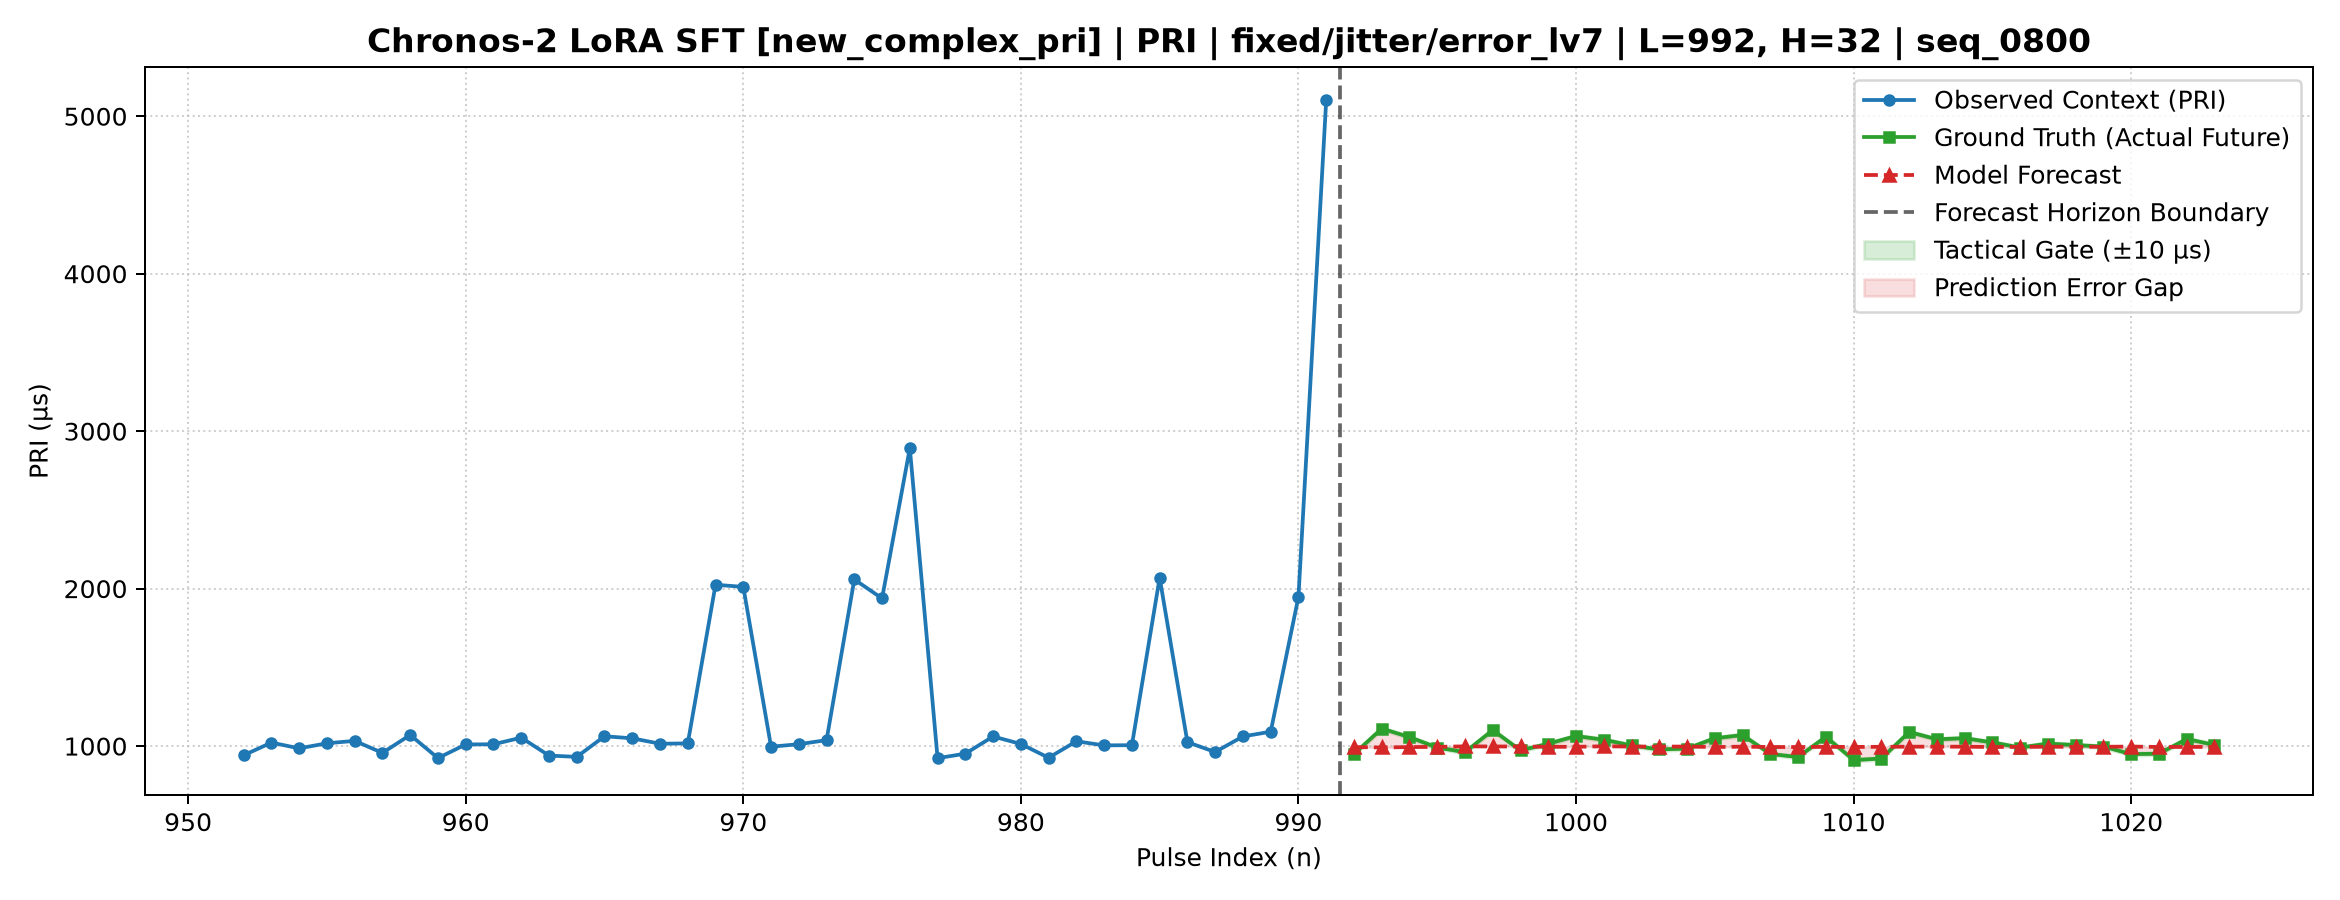 Chronos-2 LoRA SFT [new_complex_pri] | PRI | fixed/jitter/error_lv7 | L=992, H=32 | seq_0800
Observed Context (PRI)
Ground Truth (Actual Future)
Model Forecast
Forecast Horizon Boundary
Tactical Gate (±10 µs)
Prediction Error Gap
PRI (µs)
5000
4000
3000
2000
1000
950
960
970
980
990
1000
1010
1020
Pulse Index (n)